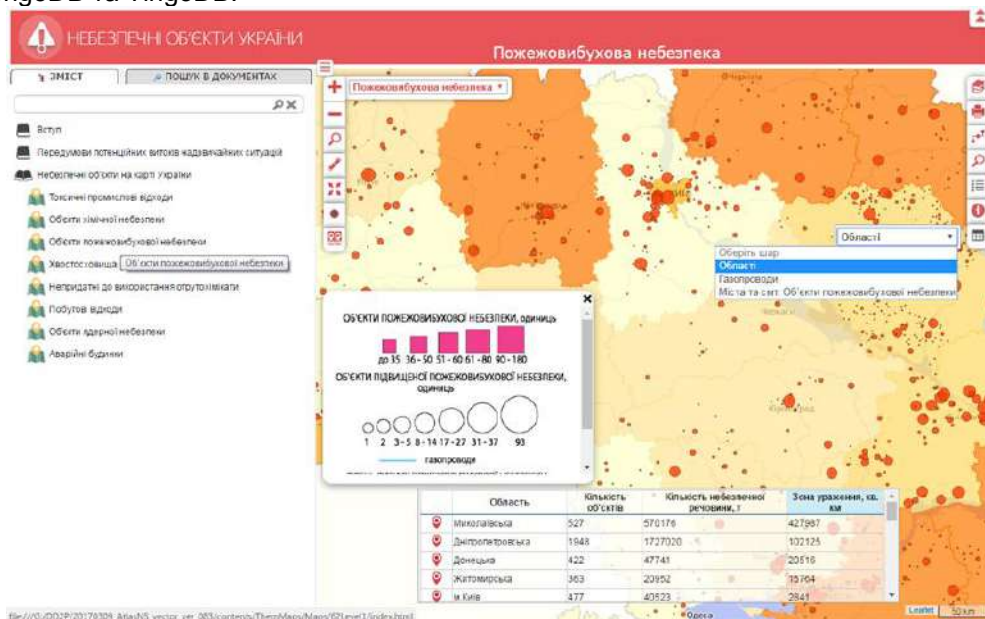 ngoDB та TingoDB.
НЕБЕЗПЕЧНІ ОБ'ЄКТИ УКРАЇНИ
Пожежовибухова небезпека
ЗМІСТ
ПОШУК В ДОКУМЕНТАХ
Вступ
Передумови потенційних витоків надзвичайних ситуацій
Небезпечні об'єкти на карті України
Токсичні промислові відходи
Об'єкти хімічної небезпеки
Об'єкти пожежовибухової небезпеки
Хвостосховища
Об'єкти пожежовибухової небезпеки
Непридатні до використання отрутохімікати
Побутові відходи
Об'єкти ядерної небезпеки
Аварійні будинки
Пожежовибухова небезпека
Області
Оберіть шар
Області
Газопроводи
Міста та смт. Об'єкти пожежовибухової небезпеки
ОБ'ЄКТИ ПОЖЕЖОВИБУХОВОЇ НЕБЕЗПЕКИ, одиниць
до 35 36 - 50 51 - 60 61 - 80 90 - 180
ОБ'ЄКТИ ПІДВИЩЕНОЇ ПОЖЕЖОВИБУХОВОЇ НЕБЕЗПЕКИ,
одиниць
1 2 3 - 5 8 - 14 17 - 27 31 - 37 93
газопроводи
Область Кількість об'єктів Кількість небезпечної речовини, т Зона ураження, кв. км
Миколаївська 527 570176 427987
Дніпропетровська 1948 1727020 102125
Донецька 422 47741 20516
Житомирська 363 20952 15764
м.Київ 477 40523 2841
Одеса
Leaflet 50 km